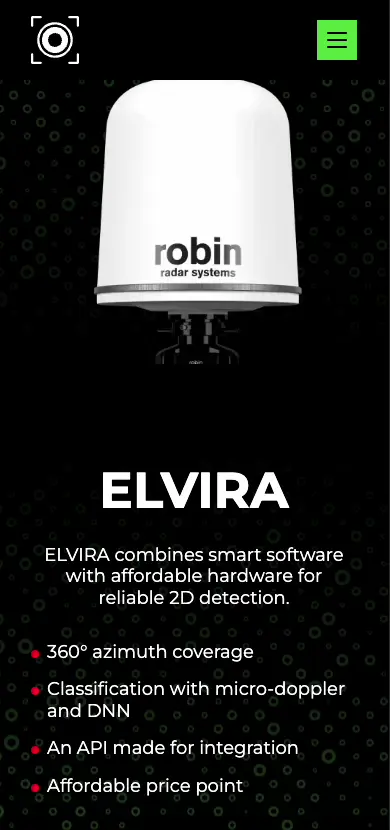 robin
radar systems
ELVIRA
ELVIRA combines smart software
with affordable hardware for
reliable 2D detection.
360° azimuth coverage
Classification with micro-doppler
and DNN
An API made for integration
Affordable price point